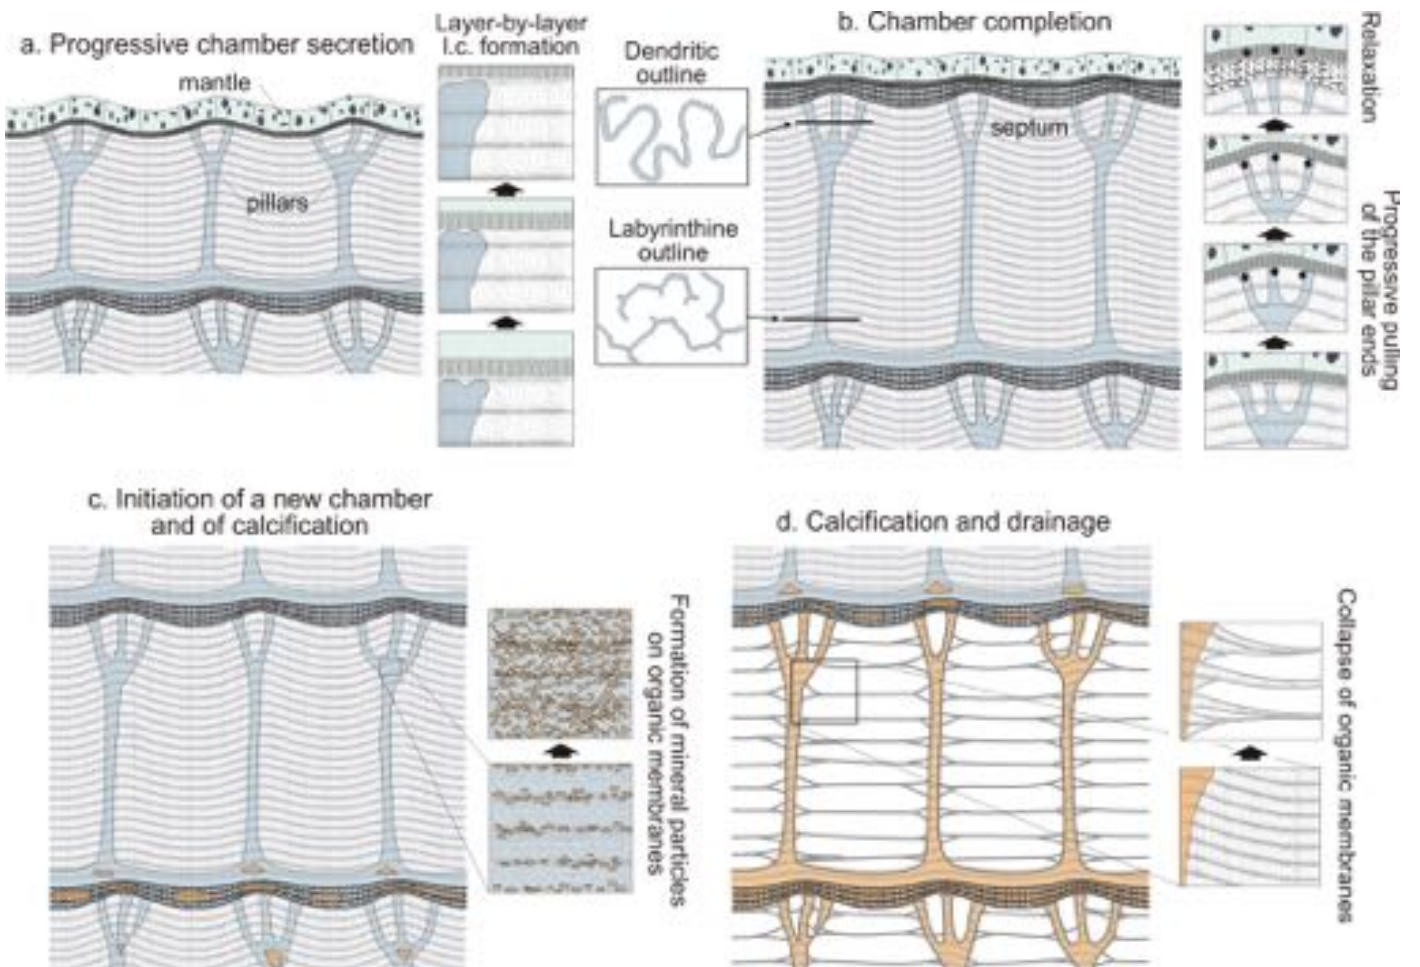 a. Progressive chamber secretion
mantle
pillars
Layer-by-layer
l.c. formation
Dendritic
outline
Labyrinthine
outline
b. Chamber completion
septum
Relaxation
Progressive pulling
of the pillar ends
c. Initiation of a new chamber
and of calcification
Formation of mineral particles
on organic membranes
d. Calcification and drainage
Collapse of organic membranes